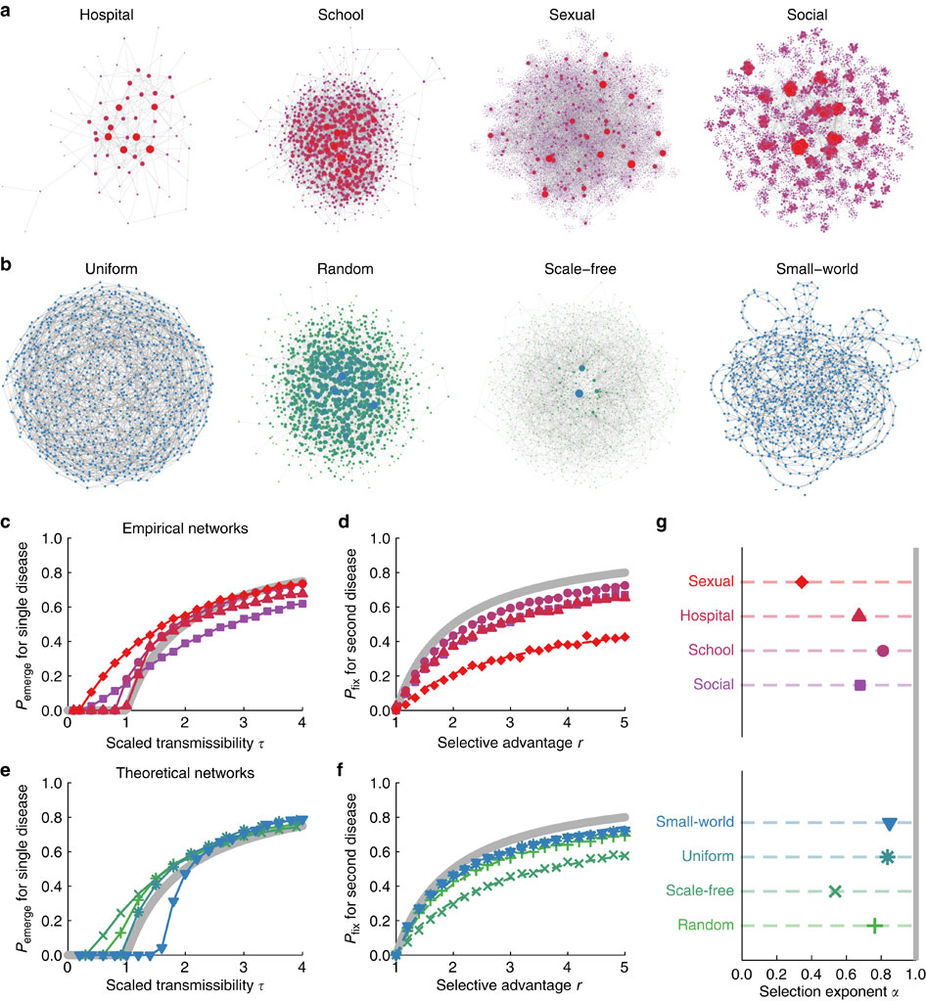 a
Hospital
School
Sexual
Social
b
Uniform
Random
Scale–free
Small–world
c
Empirical networks
1.0
0.8
0.6
0.4
0.2
0.0
Pemerge for single disease
0 1 2 3 4
Scaled transmissibility τ
d
1.0
0.8
0.6
0.4
0.2
0.0
Pfix for second disease
1 2 3 4 5
Selective advantage r
g
Sexual
Hospital
School
Social
e
Theoretical networks
1.0
0.8
0.6
0.4
0.2
0.0
Pemerge for single disease
0 1 2 3 4
Scaled transmissibility τ
f
1.0
0.8
0.6
0.4
0.2
0.0
Pfix for second disease
1 2 3 4 5
Selective advantage r
Small–world
Uniform
Scale–free
Random
0.0 0.2 0.4 0.6 0.8 1.0
Selection exponent α